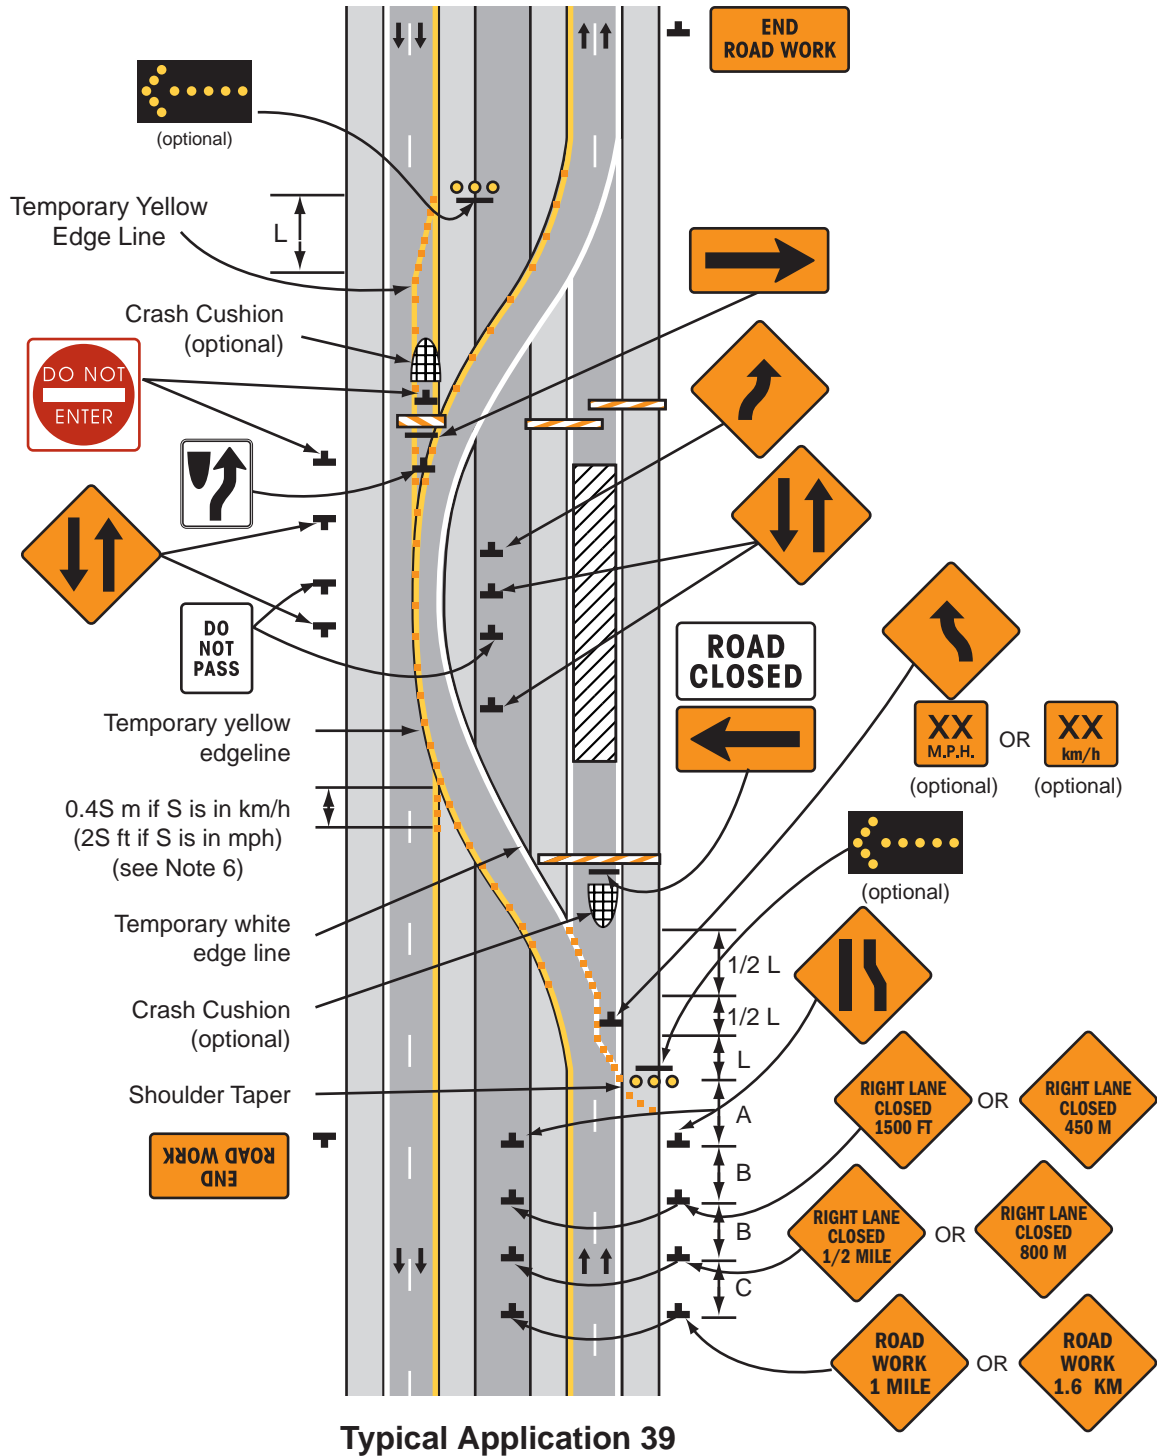 END
ROAD WORK
(optional)
Temporary Yellow
Edge Line
L
Crash Cushion
(optional)
DO NOT
ENTER
DO
NOT
PASS
ROAD
CLOSED
XX
M.P.H.
OR
XX
km/h
(optional)
(optional)
Temporary yellow
edgeline
0.4S m if S is in km/h
(2S ft if S is in mph)
(see Note 6)
(optional)
Temporary white
edge line
1/2 L
Crash Cushion
(optional)
1/2 L
L
Shoulder Taper
A
RIGHT LANE
CLOSED
1500 FT
OR
RIGHT LANE
CLOSED
450 M
END
ROAD WORK
B
RIGHT LANE
CLOSED
1/2 MILE
OR
RIGHT LANE
CLOSED
800 M
B
C
ROAD
WORK
1 MILE
OR
ROAD
WORK
1.6 KM
Typical Application 39